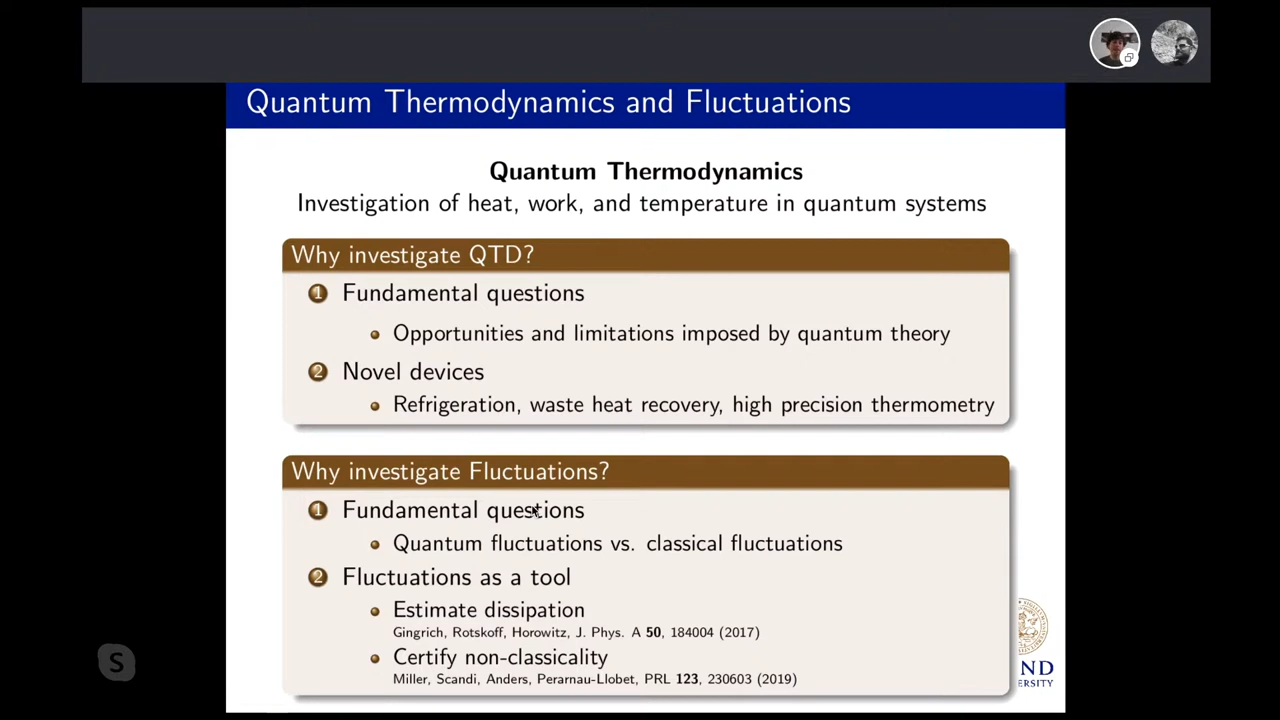 Quantum Thermodynamics and Fluctuations
Quantum Thermodynamics
Investigation of heat, work, and temperature in quantum systems
Why investigate QTD?
1 Fundamental questions
Opportunities and limitations imposed by quantum theory
2 Novel devices
Refrigeration, waste heat recovery, high precision thermometry
Why investigate Fluctuations?
1 Fundamental questions
Quantum fluctuations vs. classical fluctuations
2 Fluctuations as a tool
Estimate dissipation
Gingrich, Rotskoff, Horowitz, J. Phys. A 50, 184004 (2017)
Certify non-classicality
Miller, Scandi, Anders, Perarnau-Llobet, PRL 123, 230603 (2019)
ND
VERSITY
S